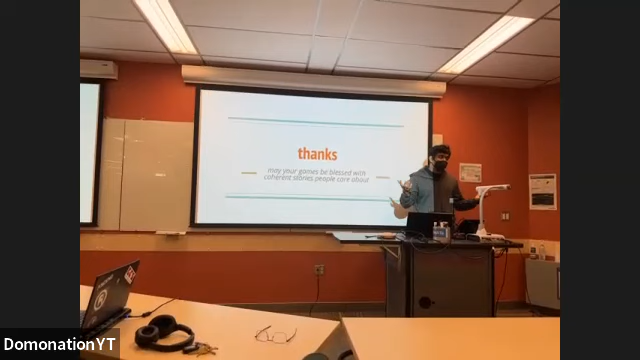 thanks
may your games be blessed with
coherent stories people care about
DomonationYT